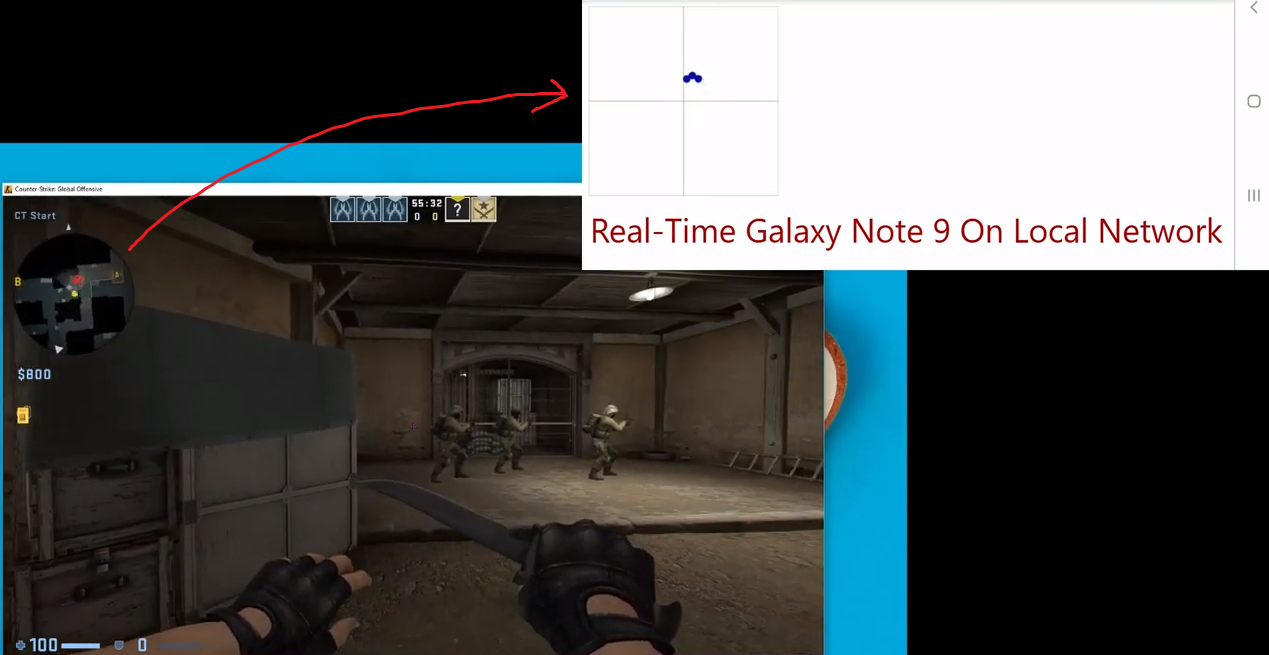 Real-Time Galaxy Note 9 On Local Network
Counter-Strike: Global Offensive
CT Start
55:32
0 0
?
B
A
$800
100
0